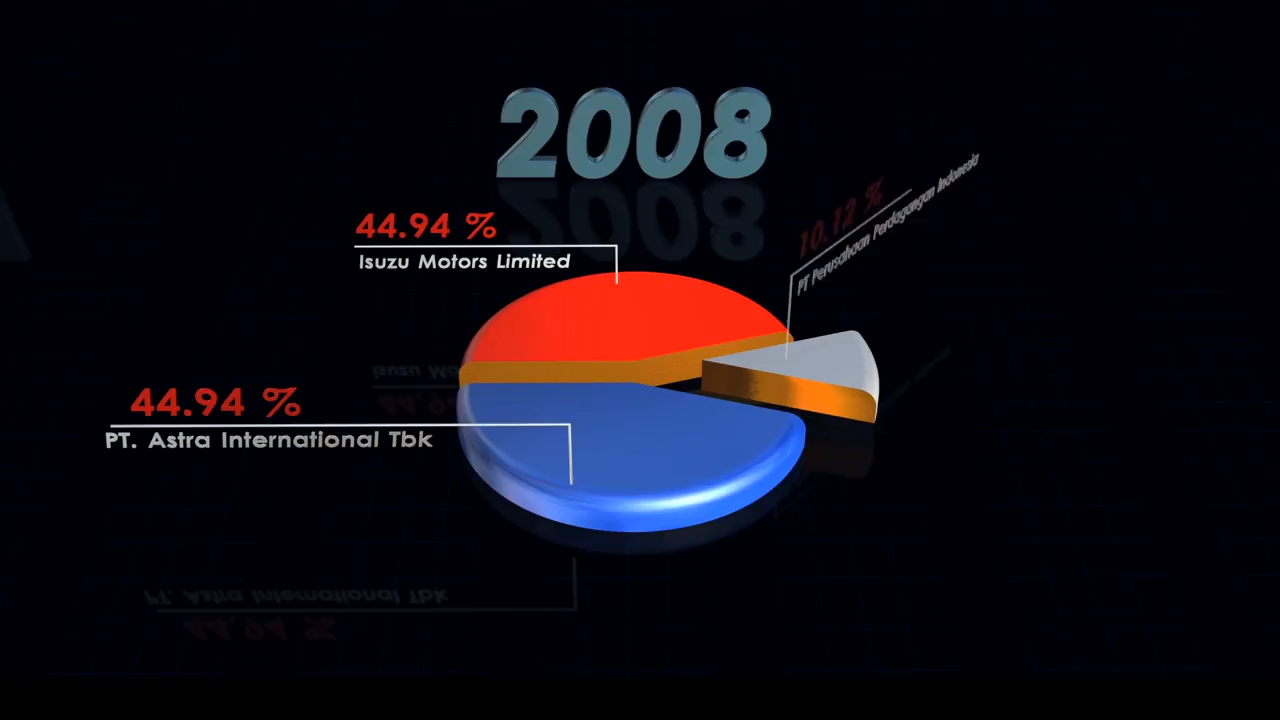 2008
44.94 %
Isuzu Motors Limited
10.12 %
PT Perusahaan Perdagangan Indonesia
44.94 %
PT. Astra International Tbk